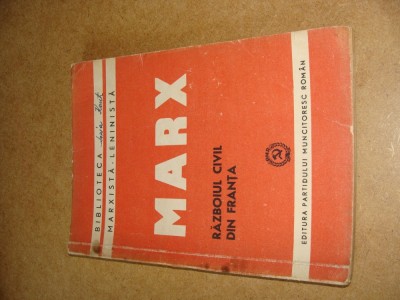 BIBLIOTECA
MARXISTĂ-LENINISTĂ
MARX
RĂZBOIUL CIVIL
DIN FRANȚA
EDITURA PARTIDULUI MUNCITORESC ROMÂN